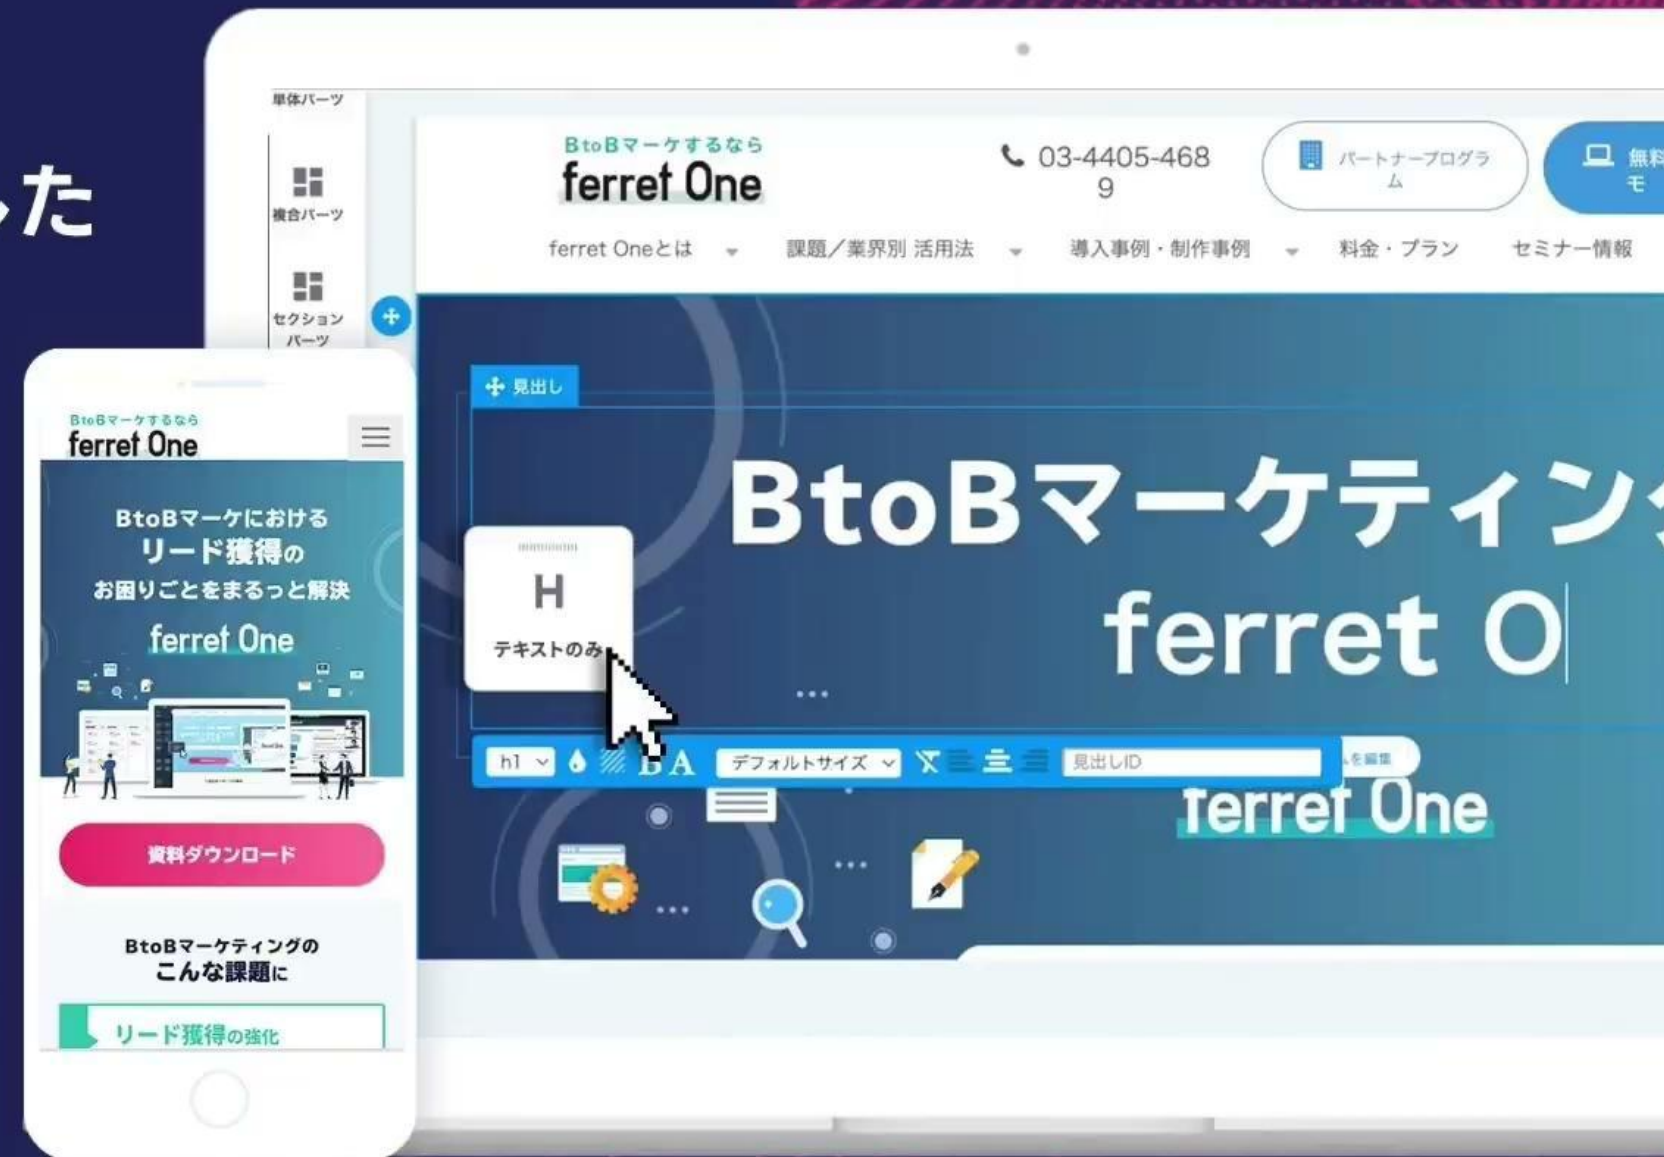 した
単体パーツ
複合パーツ
セクション
パーツ
BtoBマーケするなら
ferret One
03-4405-468
9
パートナープログラ
ム
無料
モ
ferret Oneとは
課題／業界別 活用法
導入事例・制作事例
料金・プラン
セミナー情報
見出し
BtoBマーケティング
ferret O
H
テキストのみ
h1
B A
デフォルトサイズ
見出しID
を編集
ferret One
BtoBマーケするなら
ferret One
BtoBマーケにおける
リード獲得の
お困りごとをまるっと解決
ferret One
資料ダウンロード
BtoBマーケティングの
こんな課題に
リード獲得の強化